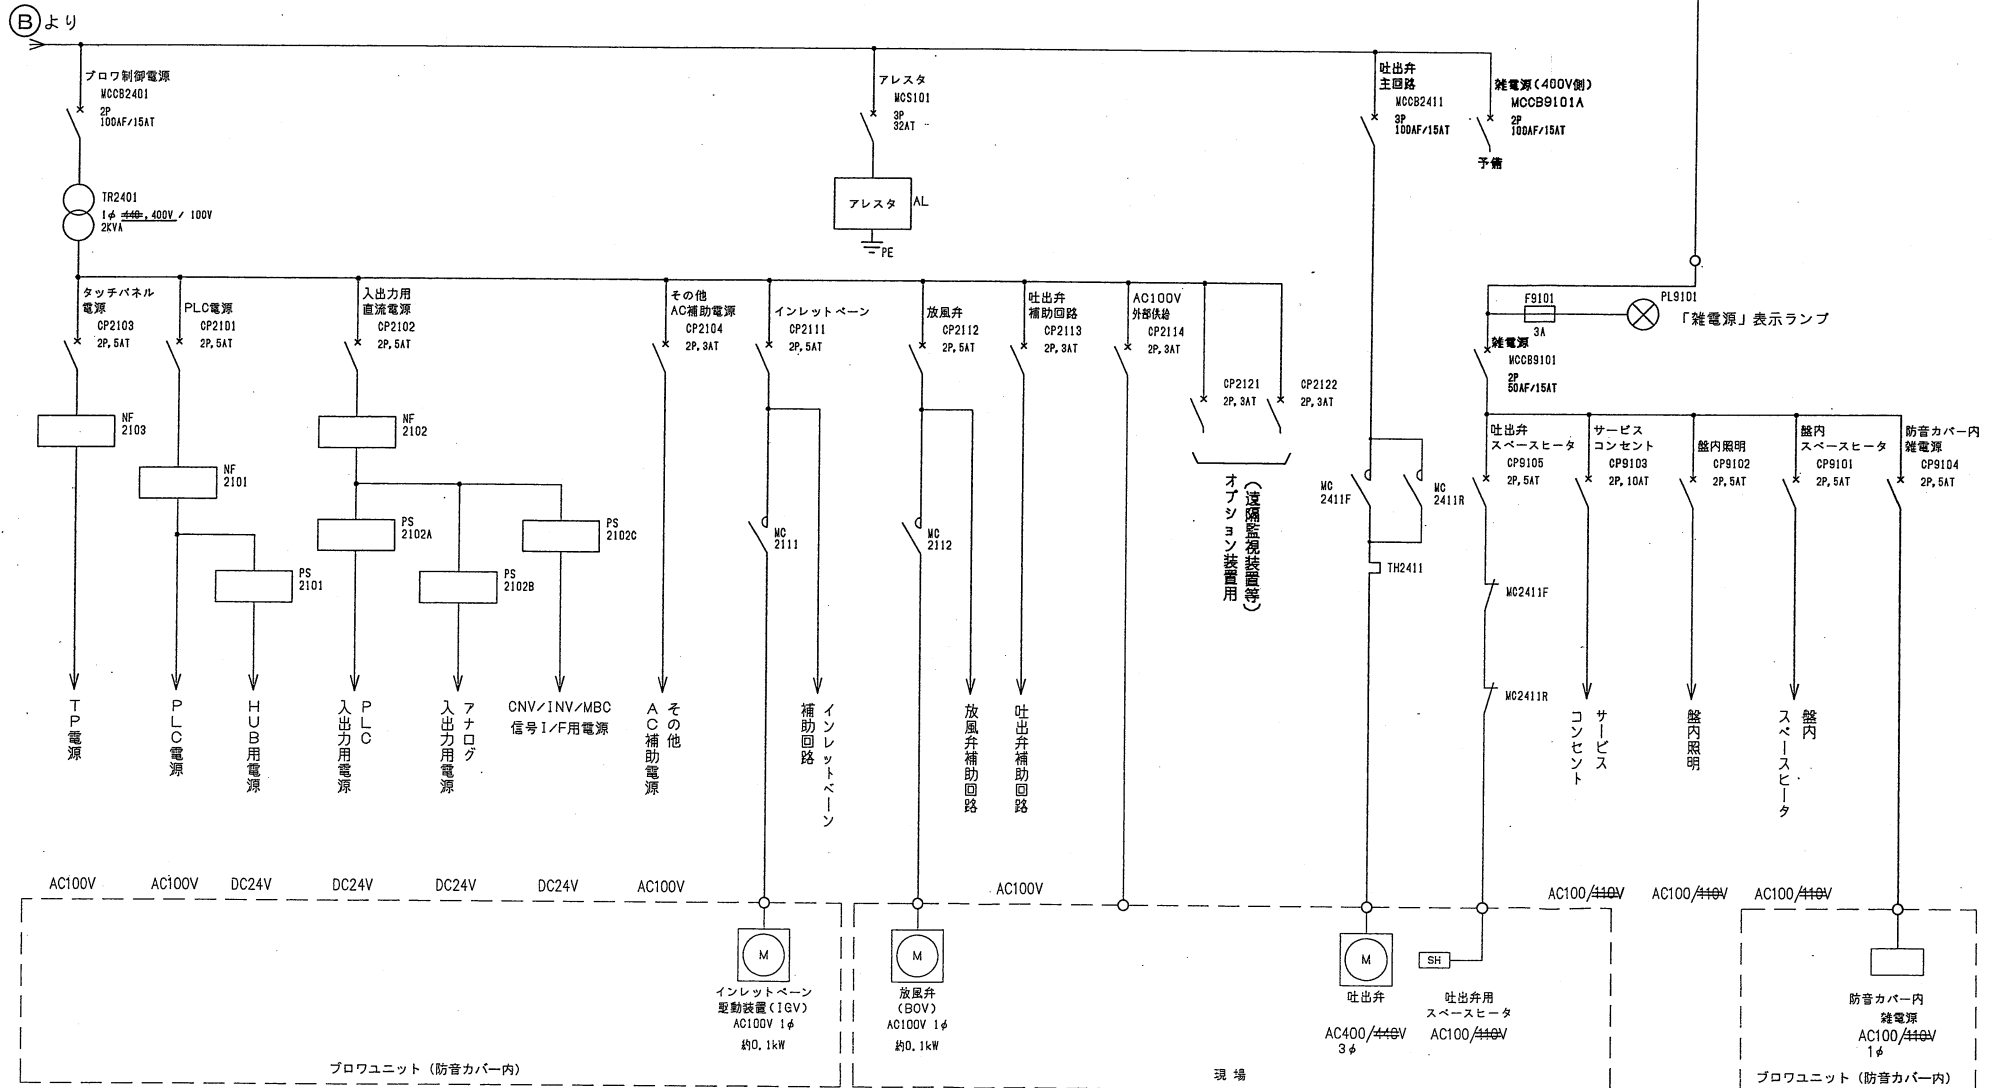 Bより
ブロワ制御電源
MCCB2401
2P
100AF/15AT
アレスタ
MCS101
3P
32AT
吐出弁
主回路
MCCB2411
3P
100AF/15AT
雑電源(400V側)
MCCB9101A
2P
100AF/15AT
予備
TR2401
1φ 440,400V / 100V
2KVA
アレスタ
AL
PE
タッチパネル
電源
CP2103
2P,5AT
PLC電源
CP2101
2P,5AT
入出力用
直流電源
CP2102
2P,5AT
その他
AC補助電源
CP2104
2P,3AT
インレットベーン
CP2111
2P,5AT
放風弁
CP2112
2P,5AT
吐出弁
補助回路
CP2113
2P,3AT
AC100V
外部供給
CP2114
2P,3AT
CP2121
2P,3AT
CP2122
2P,3AT
(遠隔監視装置等)
オプション装置用
F9101
3A
PL9101
「雑電源」表示ランプ
雑電源
MCCB9101
2P
50AF/15AT
吐出弁
スペースヒータ
CP9105
2P,5AT
サービス
コンセント
CP9103
2P,10AT
盤内照明
CP9102
2P,5AT
盤内
スペースヒータ
CP9101
2P,5AT
防音カバー内
雑電源
CP9104
2P,5AT
NF
2103
NF
2101
NF
2102
PS
2101
PS
2102A
PS
2102B
PS
2102C
MC
2111
MC
2112
MC
2411F
MC
2411R
TH2411
MC2411F
MC2411R
TP電源
PLC電源
HUB用電源
PLC
入出力用電源
アナログ
入出力用電源
CNV/INV/MBC
信号I/F用電源
その他
AC補助電源
インレットベーン
補助回路
放風弁補助回路
吐出弁補助回路
サービス
コンセント
盤内照明
盤内
スペースヒータ
AC100V
AC100V
DC24V
DC24V
DC24V
DC24V
AC100V
AC100V
AC100/110V
AC100/110V
AC100/110V
M
インレットベーン
駆動装置(IGV)
AC100V 1φ
約0.1kW
M
放風弁
(BOV)
AC100V 1φ
約0.1kW
M
吐出弁
AC400/440V
3φ
SH
吐出弁用
スペースヒータ
AC100/110V
防音カバー内
雑電源
AC100/110V
1φ
ブロワユニット(防音カバー内)
現場
ブロワユニット(防音カバー内)